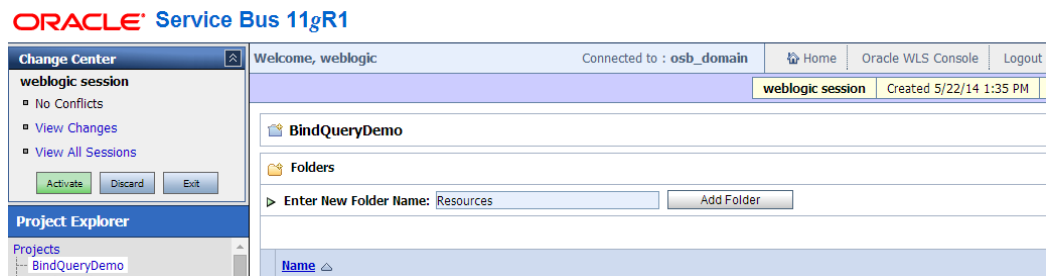 ORACLE Service Bus 11gR1
Change Center
Welcome, weblogic Connected to : osb_domain Home Oracle WLS Console Logout
weblogic session
weblogic session Created 5/22/14 1:35 PM
No Conflicts
View Changes
View All Sessions
Activate Discard Exit
BindQueryDemo
Folders
Enter New Folder Name: Resources Add Folder
Project Explorer
Projects
BindQueryDemo
Name